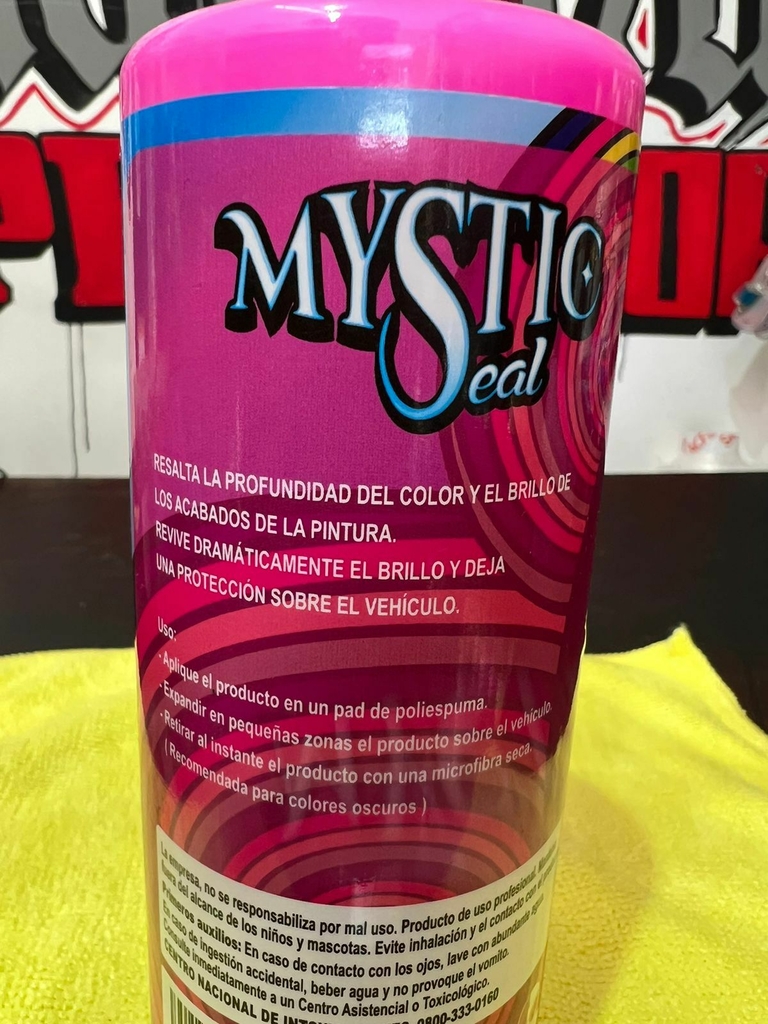 MYSTIC
Seal
RESALTA LA PROFUNDIDAD DEL COLOR Y EL BRILLO DE
LOS ACABADOS DE LA PINTURA.
REVIVE DRAMÁTICAMENTE EL BRILLO Y DEJA
UNA PROTECCIÓN SOBRE EL VEHÍCULO.
Uso:
- Aplique el producto en un pad de poliespuma.
- Expandir en pequeñas zonas el producto sobre el vehículo.
- Retirar al instante el producto con una microfibra seca.
( Recomendada para colores oscuros )
La empresa, no se responsabiliza por mal uso. Producto de uso profesional.
fuera del alcance de los niños y mascotas. Evite inhalación y el contacto con
Primeros auxilios: En caso de contacto con los ojos, lave con abundante agua.
En caso de ingestión accidental, beber agua y no provoque el vomito.
Consulte inmediatamente a un Centro Asistencial o Toxicológico.
CENTRO NACIONAL DE 0800-333-0160